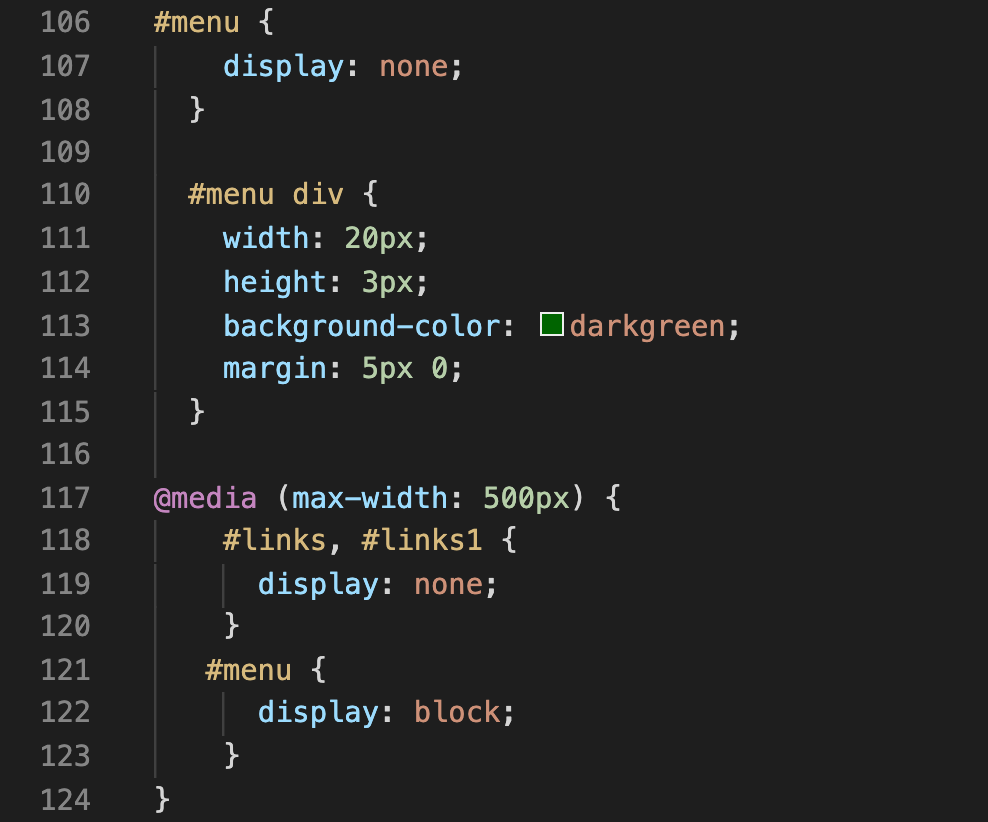 106 #menu {
107 display: none;
108 }
109
110 #menu div {
111 width: 20px;
112 height: 3px;
113 background-color: darkgreen;
114 margin: 5px 0;
115 }
116
117 @media (max-width: 500px) {
118 #links, #links1 {
119 display: none;
120 }
121 #menu {
122 display: block;
123 }
124 }